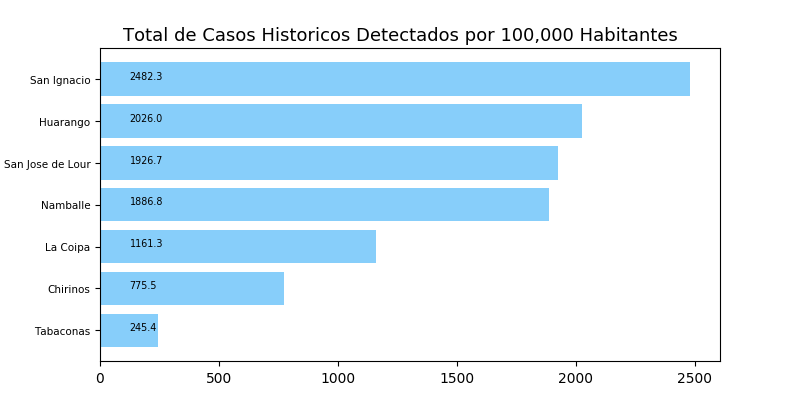 Total de Casos Historicos Detectados por 100,000 Habitantes
San Ignacio 2482.3
Huarango 2026.0
San Jose de Lour 1926.7
Namballe 1886.8
La Coipa 1161.3
Chirinos 775.5
Tabaconas 245.4
0 500 1000 1500 2000 2500